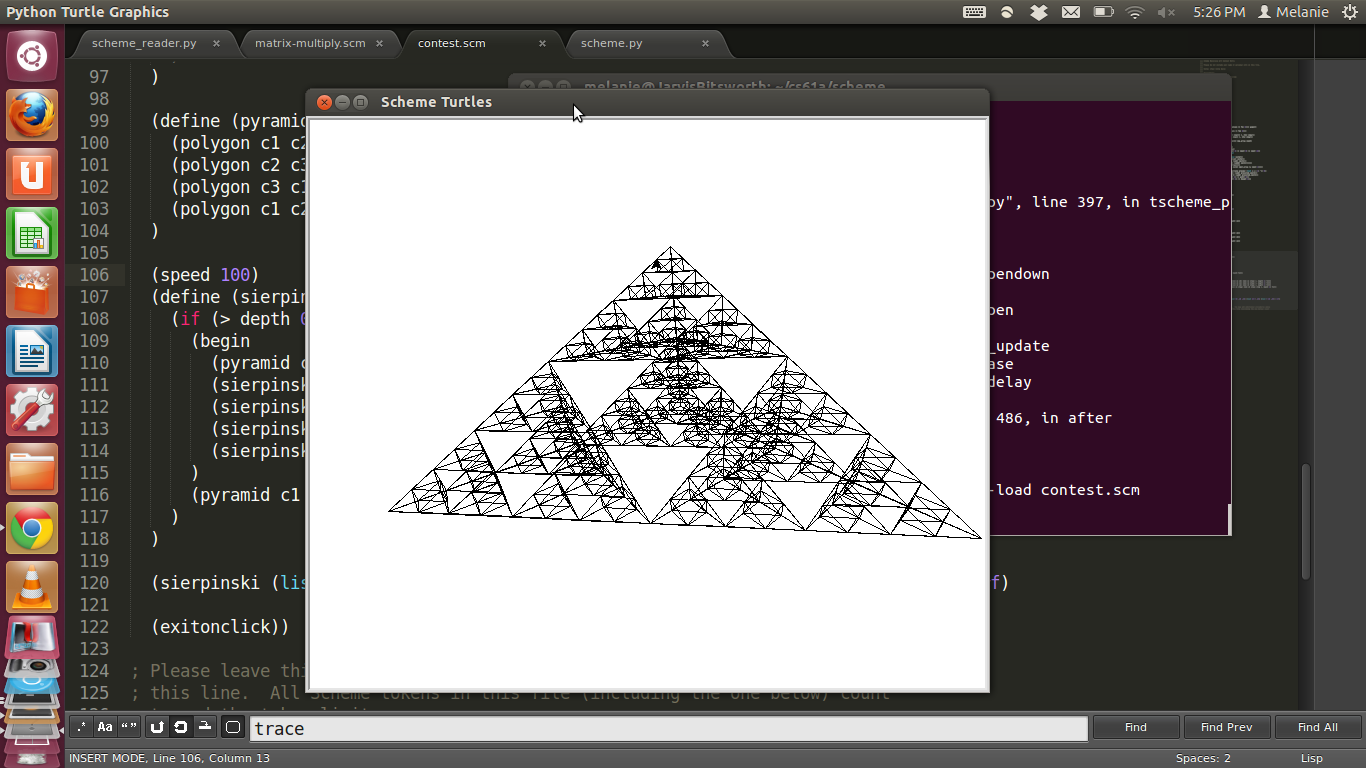 Python Turtle Graphics
5:26 PM
Melanie
scheme_reader.py ×
matrix-multiply.scm ×
contest.scm ×
scheme.py ×
melanie@JarvisBitsworth: ~/cs61a/scheme
Scheme Turtles
97 )
98
99 (define (pyramid
100 (polygon c1 c2
101 (polygon c2 c3
102 (polygon c3 c1
103 (polygon c1 c2
104 )
105
106 (speed 100)
107 (define (sierpin
108 (if (> depth 0
109 (begin
110 (pyramid c
111 (sierpinsk
112 (sierpinsk
113 (sierpinsk
114 (sierpinsk
115 )
116 (pyramid c1
117 )
118 )
119
120 (sierpinski (lis f)
121
122 (exitonclick))
123
124 ; Please leave thi
125 ; this line. All Scheme tokens in this file (including the one below) count
py", line 397, in tscheme_p
pendown
pen
_update
ase
delay
486, in after
-load contest.scm
.* Aa “ ”
trace
Find
Find Prev
Find All
INSERT MODE, Line 106, Column 13
Spaces: 2
Lisp